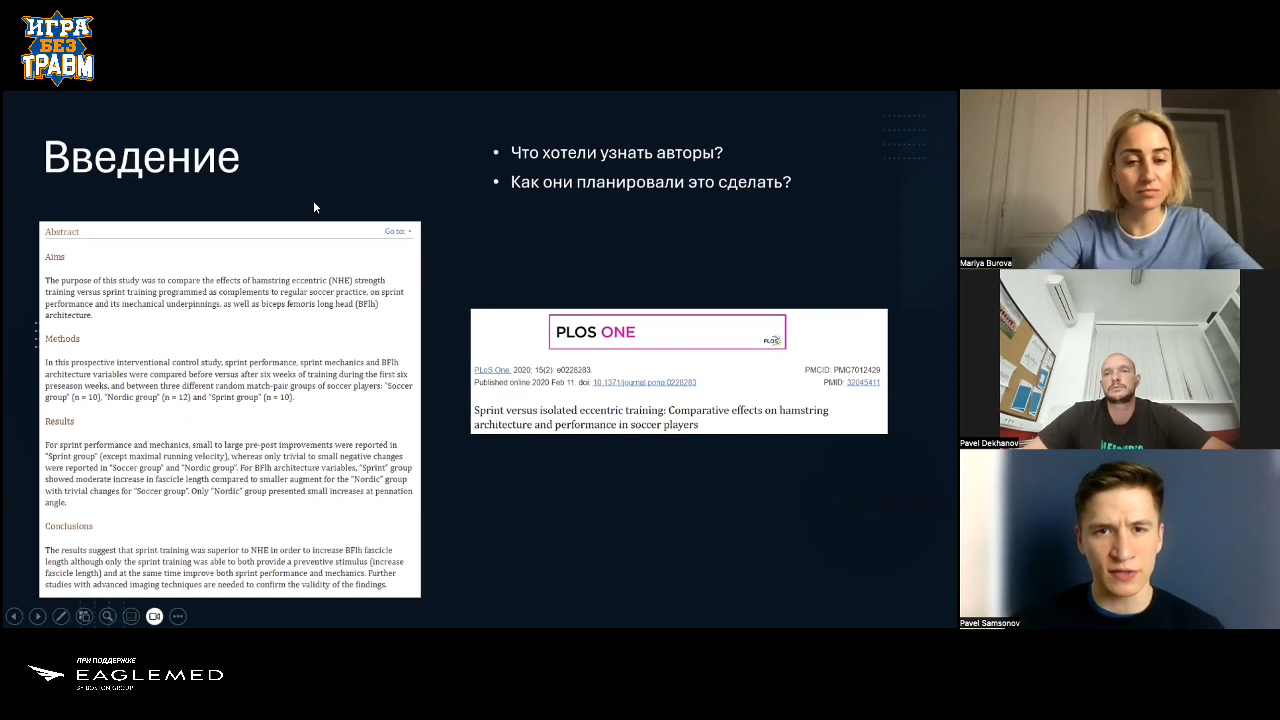 ИГРА
БЕЗ
ТРАВМ
Введение
• Что хотели узнать авторы?
• Как они планировали это сделать?
Abstract
Go to:
Aims
The purpose of this study was to compare the effects of hamstring eccentric (NHE) strength
training versus sprint training programmed as complements to regular soccer practice, on sprint
performance and its mechanical underpinnings, as well as biceps femoris long head (BFlh)
architecture.
Methods
In this prospective interventional control study, sprint performance, sprint mechanics and BFlh
architecture variables were compared before versus after six weeks of training during the first six
preseason weeks, and between three different random match-pair groups of soccer players: "Soccer
group" (n = 10), "Nordic group" (n = 12) and "Sprint group" (n = 10).
Results
For sprint performance and mechanics, small to large pre-post improvements were reported in
"Sprint group" (except maximal running velocity), whereas only trivial to small negative changes
were reported in "Soccer group" and "Nordic group". For BFlh architecture variables, "Sprint" group
showed moderate increase in fascicle length compared to smaller augment for the "Nordic" group
with trivial changes for "Soccer group". Only "Nordic" group presented small increases at pennation
angle.
Conclusions
The results suggest that sprint training was superior to NHE in order to increase BFlh fascicle
length although only the sprint training was able to both provide a preventive stimulus (increase
fascicle length) and at the same time improve both sprint performance and mechanics. Further
studies with advanced imaging techniques are needed to confirm the validity of the findings.
PLOS ONE
PLOS
PLoS One. 2020; 15(2): e0228283.
PMCID: PMC7012429
Published online 2020 Feb 11. doi: 10.1371/journal.pone.0228283
PMID: 32045411
Sprint versus isolated eccentric training: Comparative effects on hamstring
architecture and performance in soccer players
Mariya Burova
Pavel Dekhanov
Pavel Samsonov
ПРИ ПОДДЕРЖКЕ
EAGLEMED
BY BOSTON GROUP